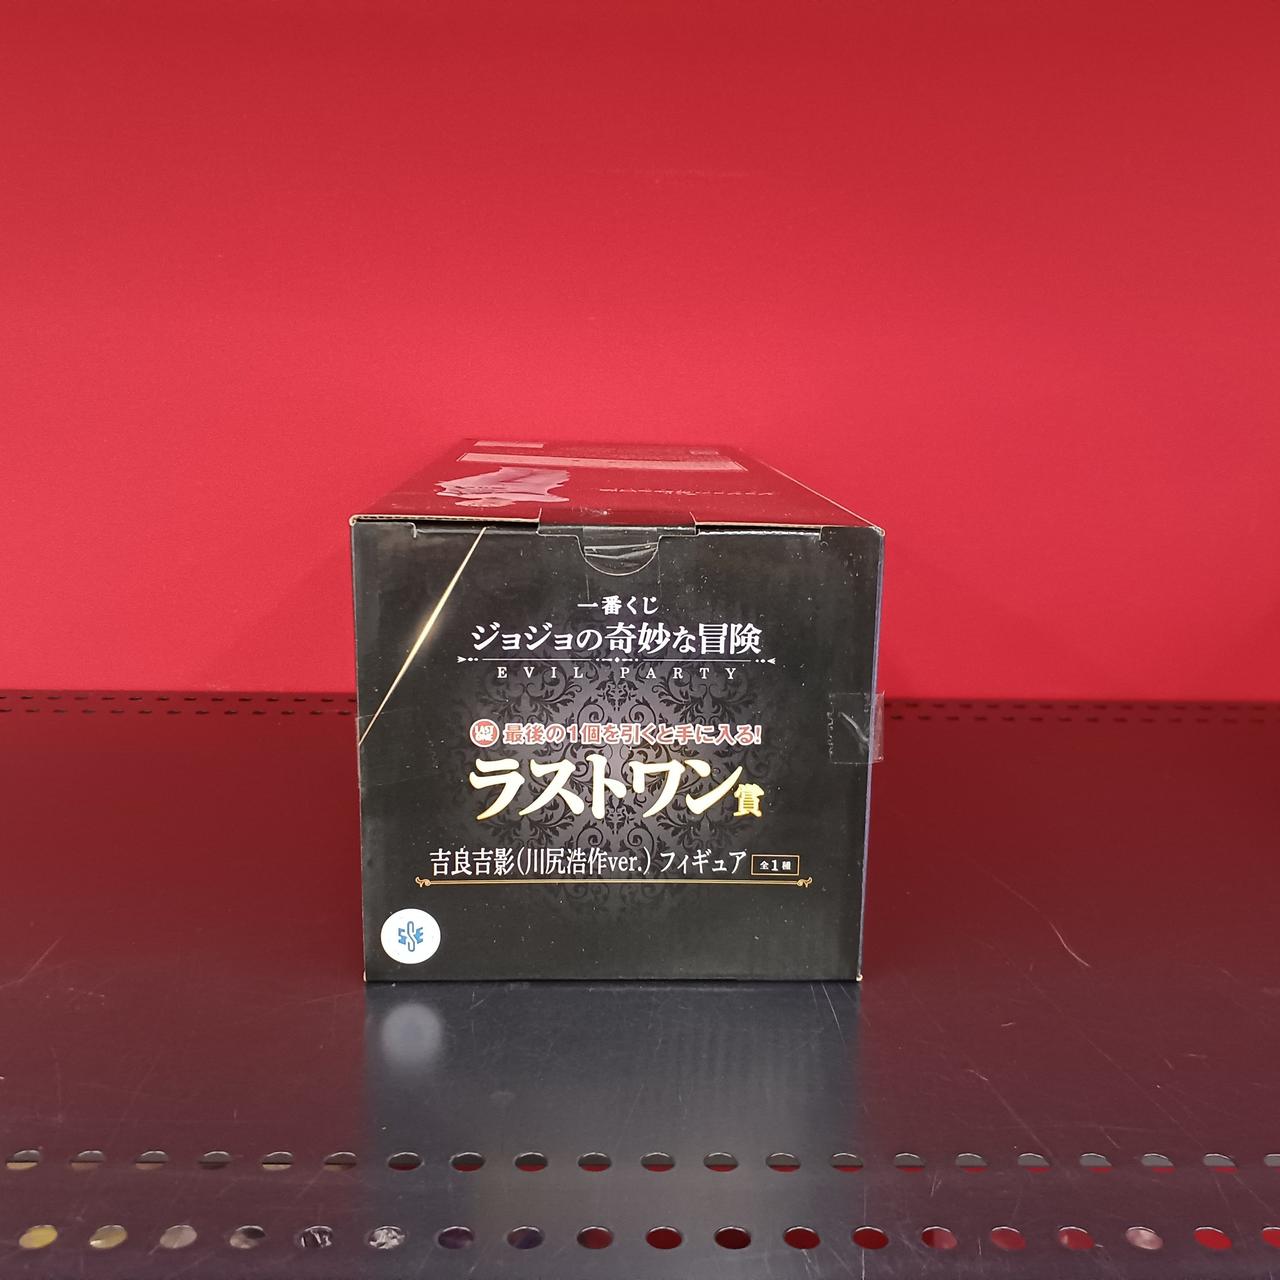 一番くじ
ジョジョの奇妙な冒険
EVIL PARTY
LAST ONE 最後の1個を引くと手に入る!
ラストワン賞
吉良吉影(川尻浩作ver.) フィギュア 全1種